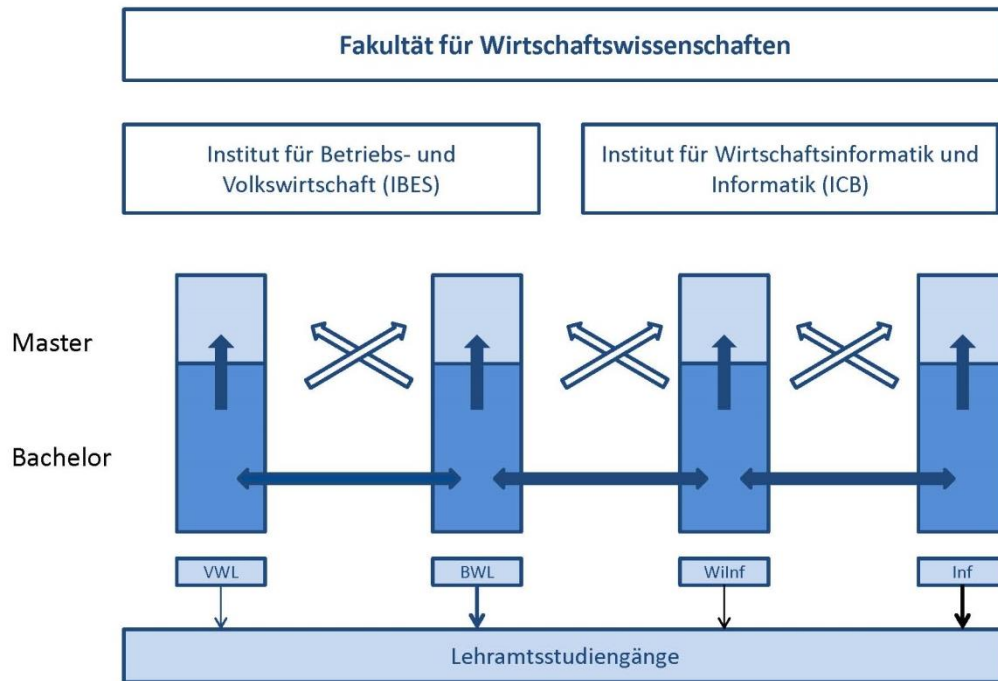 Fakultät für Wirtschaftswissenschaften
Institut für Betriebs- und
Volkswirtschaft (IBES)
Institut für Wirtschaftsinformatik und
Informatik (ICB)
Master
Bachelor
VWL
BWL
WiInf
Inf
Lehramtsstudiengänge